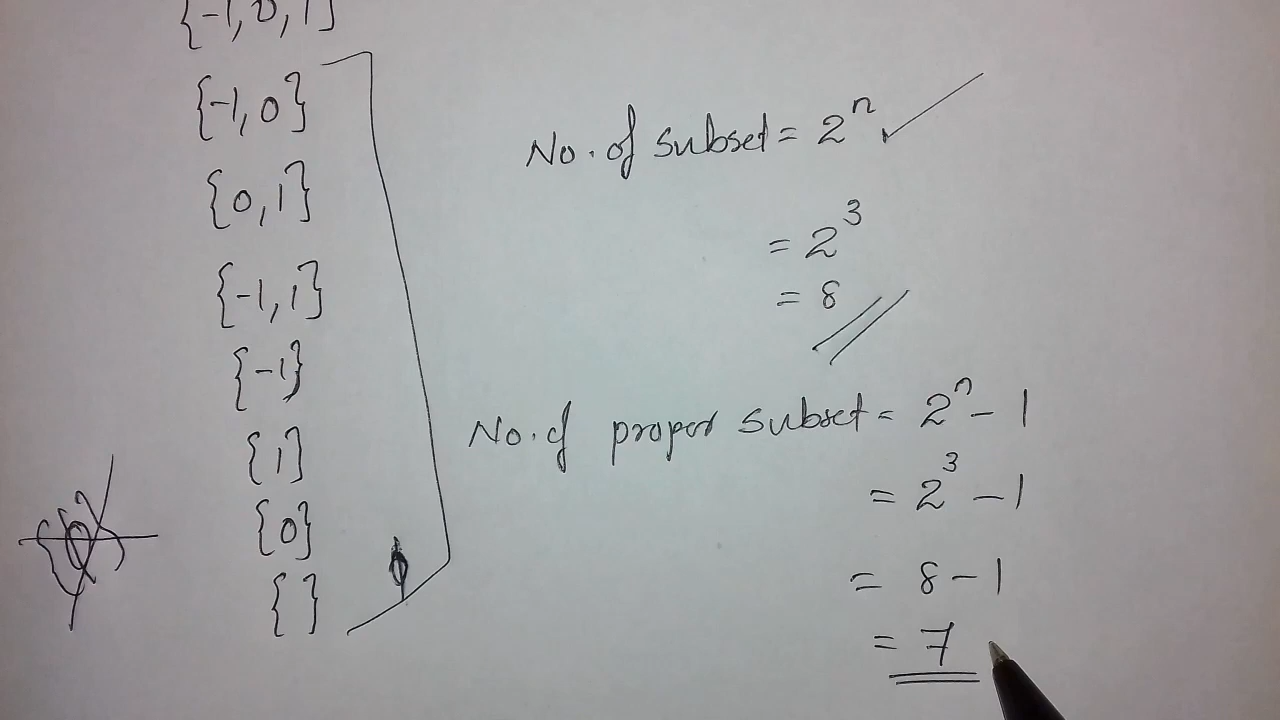 {-1, 0, 1}
{-1, 0}
{0, 1}
{-1, 1}
{-1}
{1}
{0}
{ }
ϕ
{ϕ}
No. of subset = 2ⁿ
= 2³
= 8
No. of proper subset = 2ⁿ - 1
= 2³ - 1
= 8 - 1
= 7